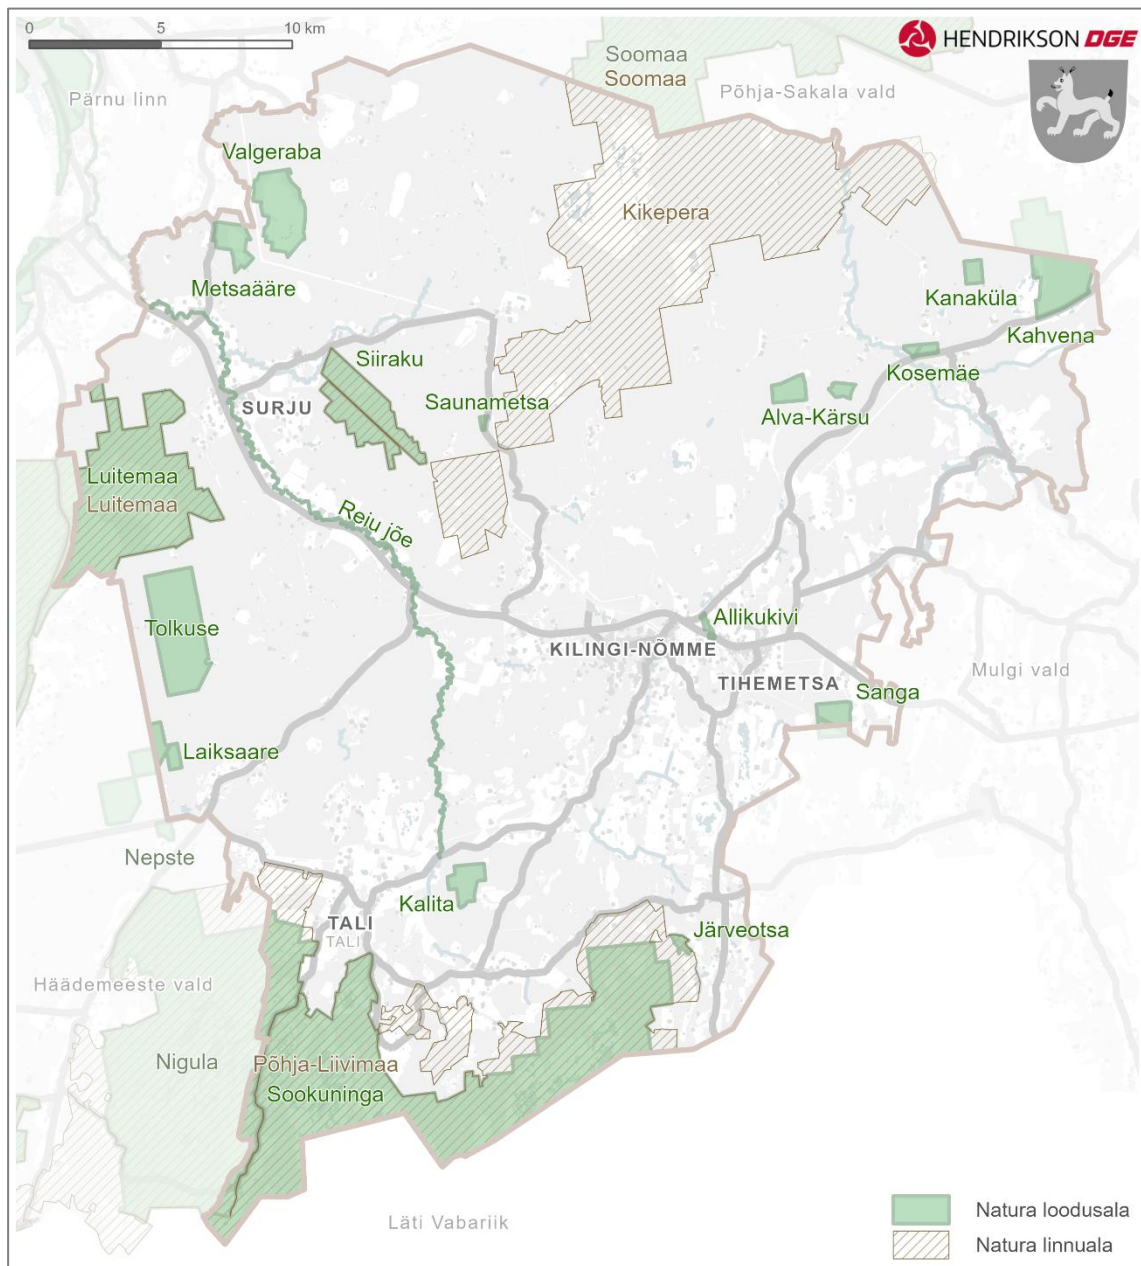 0 5 10 km
HENDRIKSON DGE
Soomaa
Soomaa
Pärnu linn
Põhja-Sakala vald
Valgeraba
Kikepera
Metsaääre
Kanaküla
Kahvena
Siiraku
Kosemäe
SURJU
Saunametsa
Alva-Kärsu
Luitemaa
Luitemaa
Reiu jõe
Tolkuse
Allikukivi
KILINGI-NÕMME
Mulgi vald
TIHEMETSA
Sanga
Laiksaare
Nepste
Kalita
TALI
TALI
Järveotsa
Häädemeeste vald
Nigula
Põhja-Liivimaa
Sookuninga
Läti Vabariik
Natura loodusala
Natura linnuala